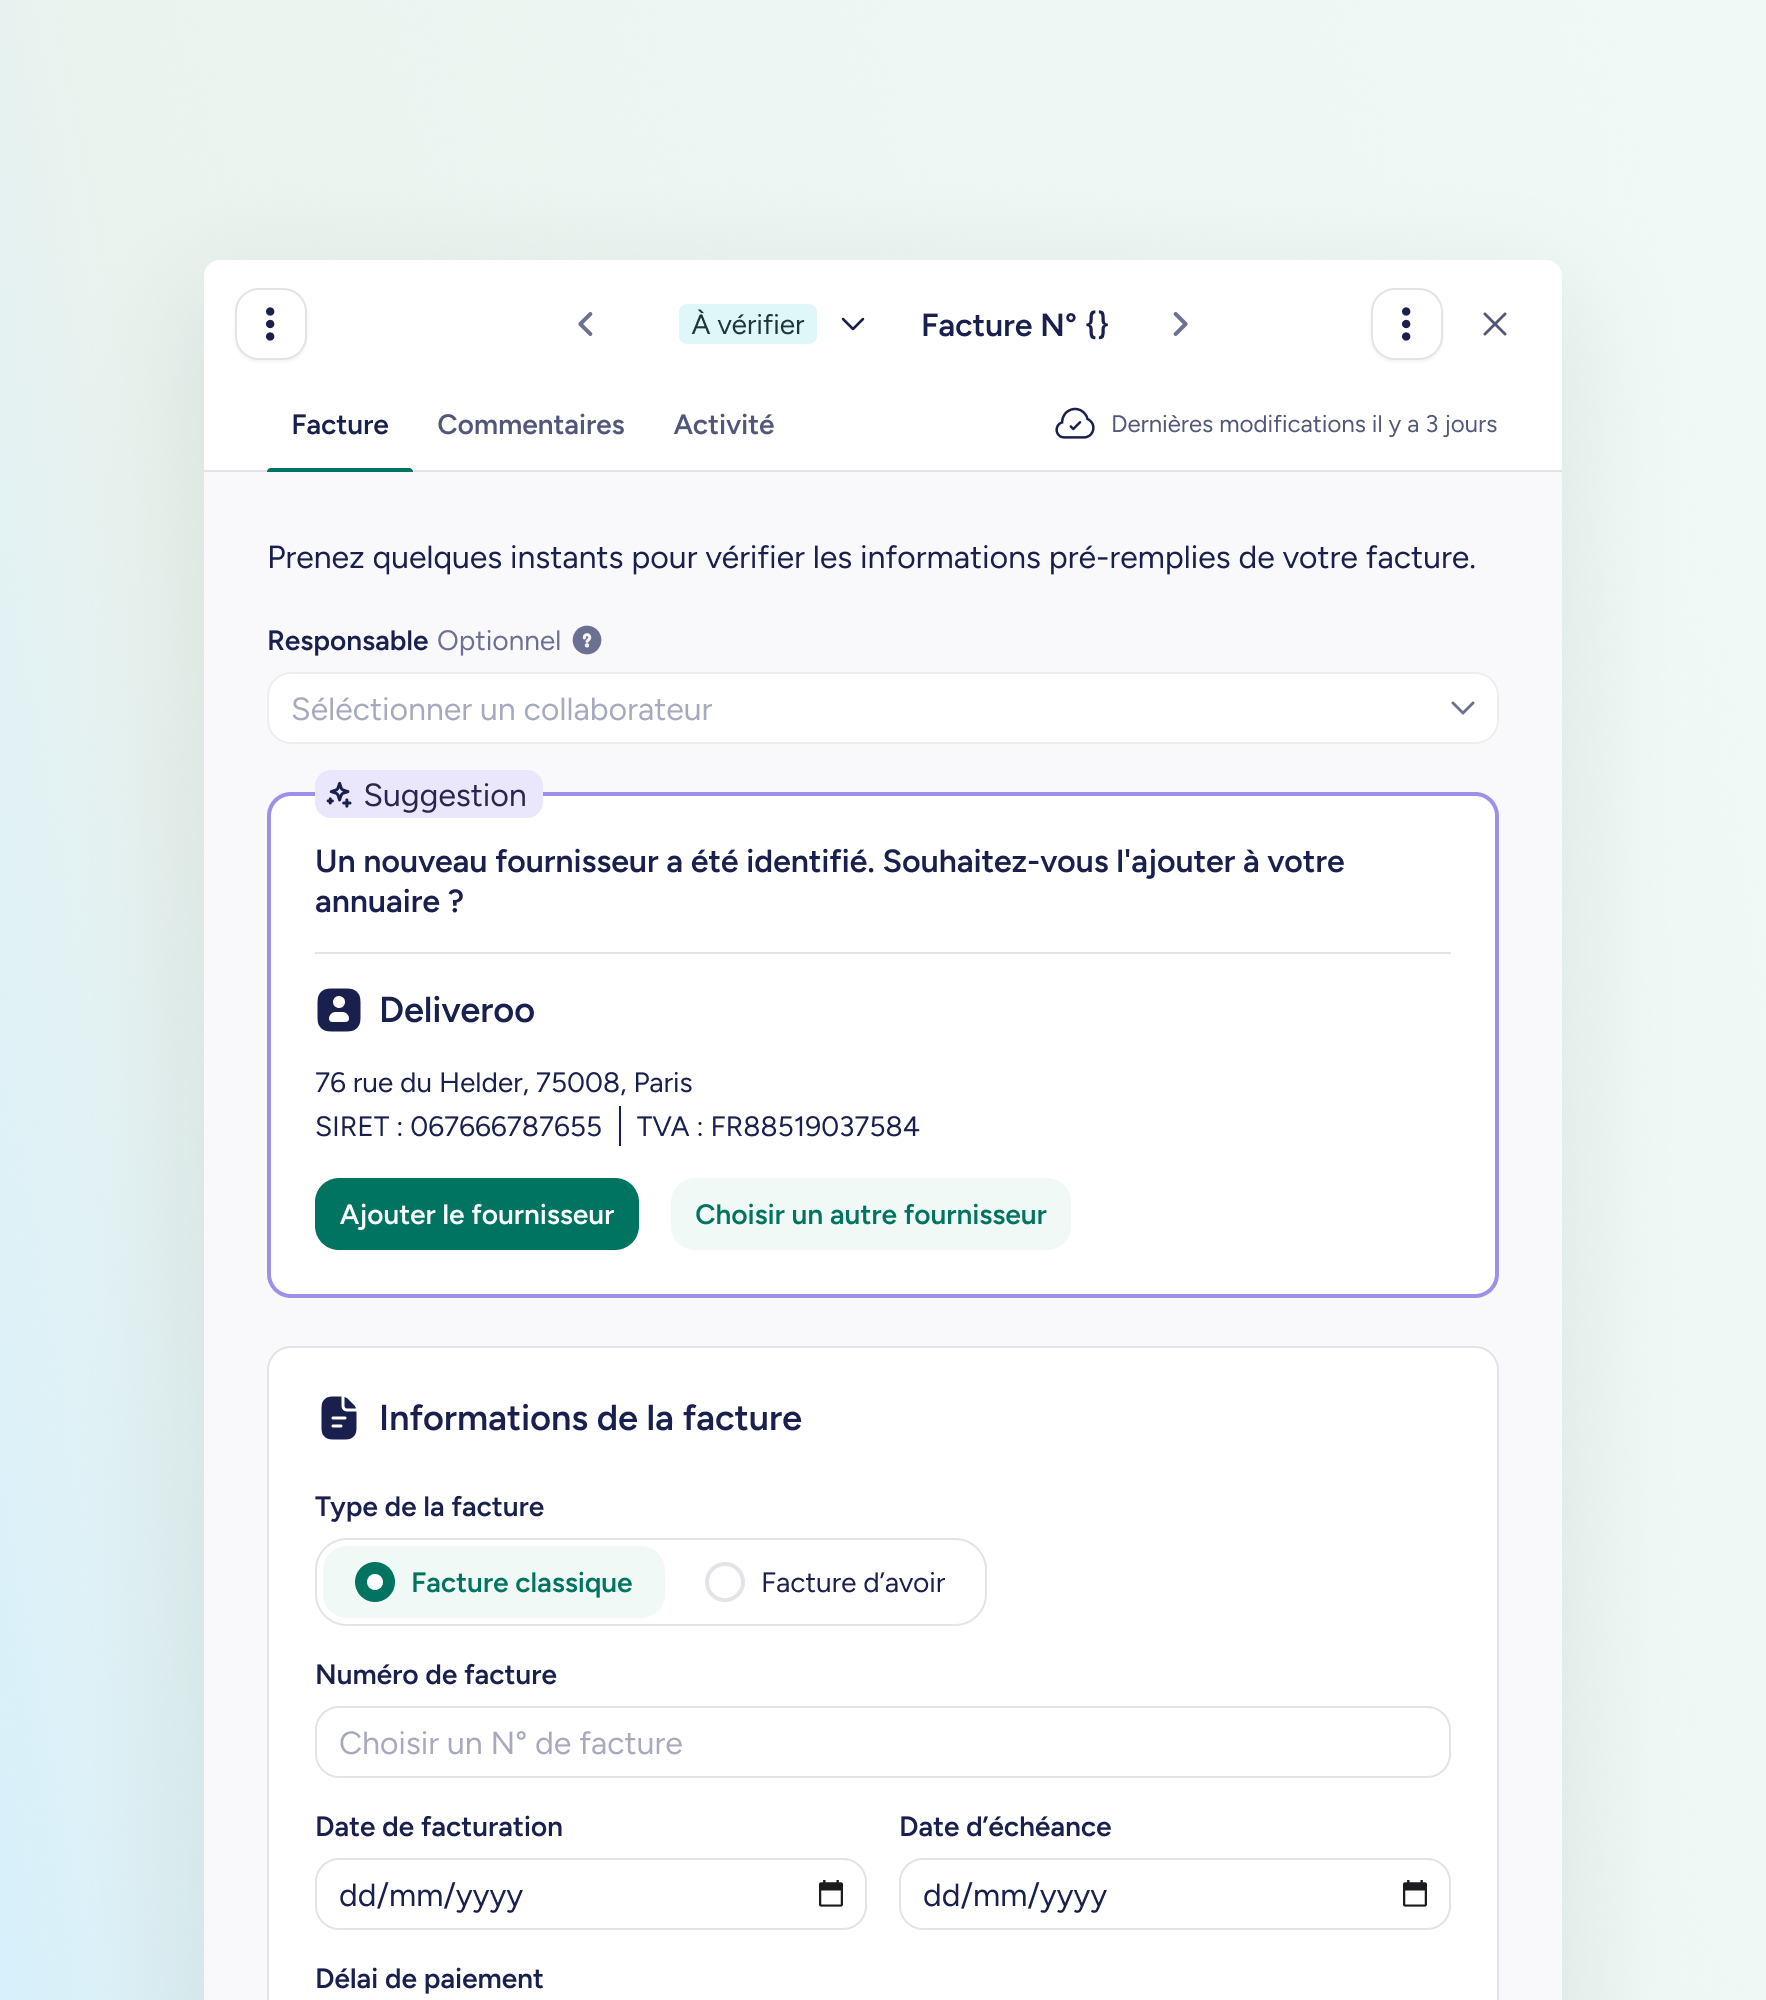 À vérifier
Facture N° {}
Facture
Commentaires
Activité
Dernières modifications il y a 3 jours
Prenez quelques instants pour vérifier les informations pré-remplies de votre facture.
Responsable Optionnel ?
Séléctionner un collaborateur
Suggestion
Un nouveau fournisseur a été identifié. Souhaitez-vous l'ajouter à votre
annuaire ?
Deliveroo
76 rue du Helder, 75008, Paris
SIRET : 067666787655 | TVA : FR88519037584
Ajouter le fournisseur
Choisir un autre fournisseur
Informations de la facture
Type de la facture
Facture classique
Facture d’avoir
Numéro de facture
Choisir un N° de facture
Date de facturation
Date d’échéance
dd/mm/yyyy
dd/mm/yyyy
Délai de paiement